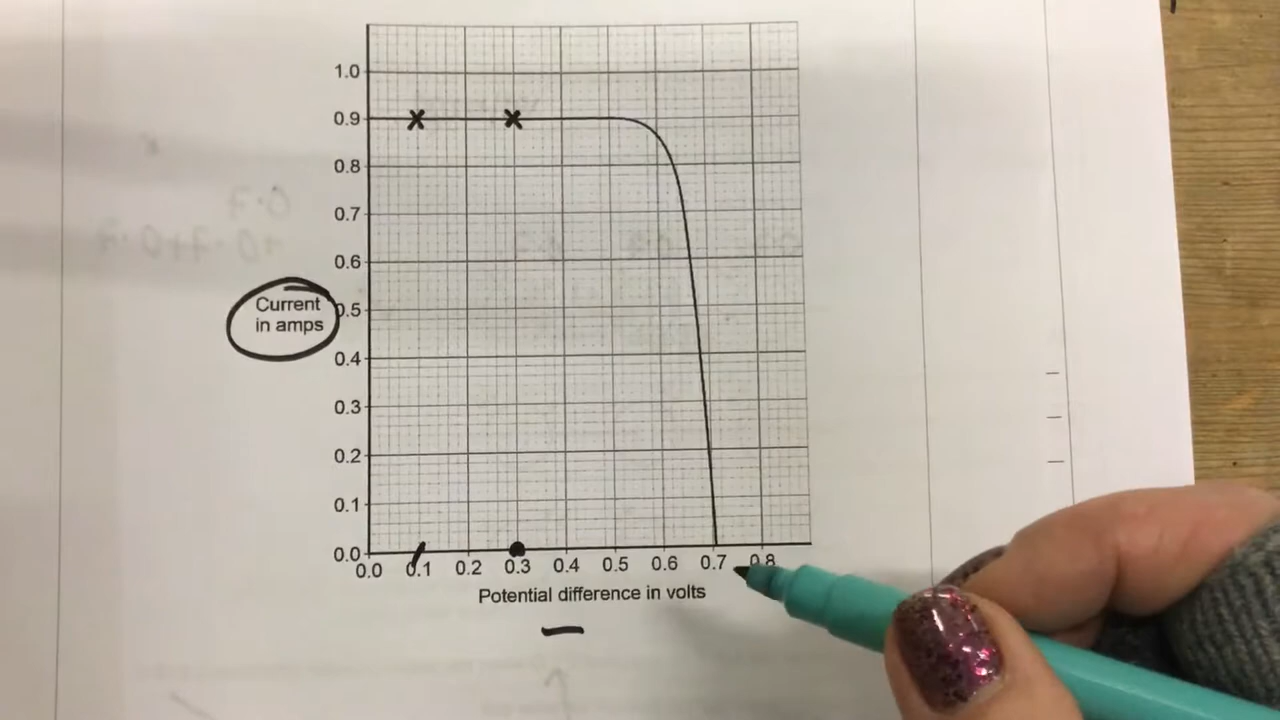 1.0
0.9
0.8
0.7
0.6
Current
in amps
0.5
0.4
0.3
0.2
0.1
0.0
0.0 0.1 0.2 0.3 0.4 0.5 0.6 0.7 0.8
Potential difference in volts